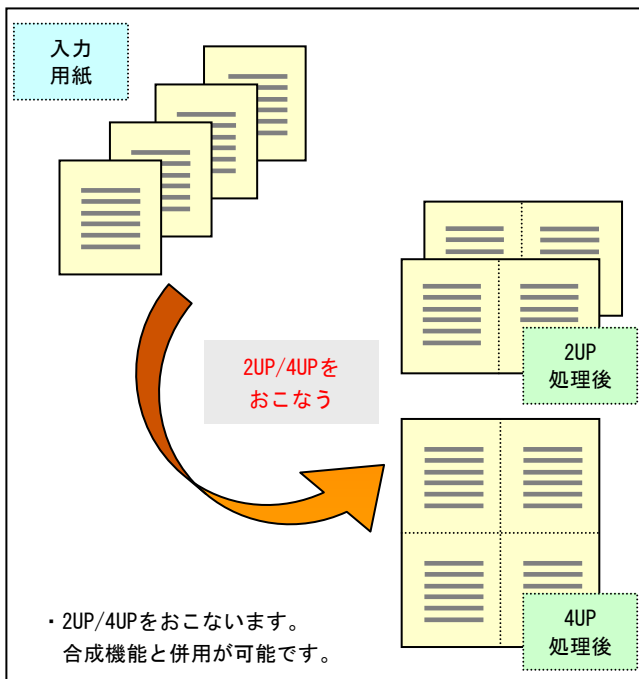 入力
用紙
2UP/4UPを
おこなう
2UP
処理後
4UP
処理後
・2UP/4UPをおこないます。
合成機能と併用が可能です。